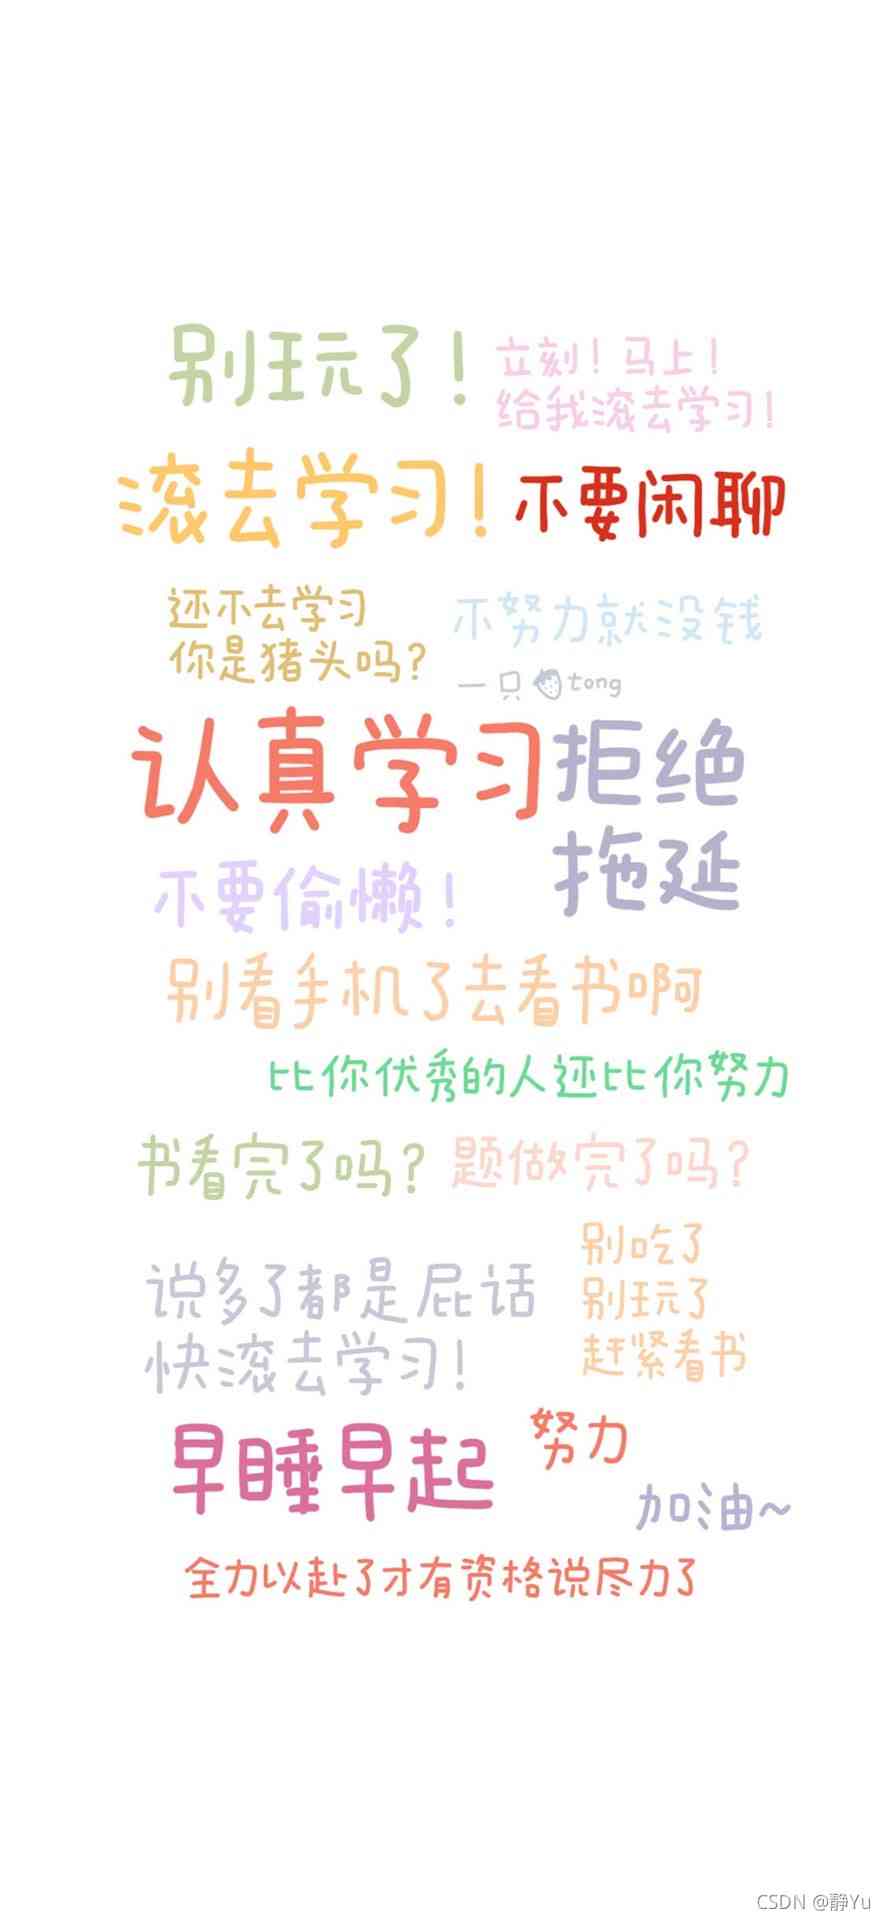 别玩了！
立刻！马上！
给我滚去学习！
滚去学习！
不要闲聊
还不去学习
你是猪头吗？
不努力就没钱
一只tong
认真学习
拒绝
拖延
不要偷懒！
别看手机了去看书啊
比你优秀的人还比你努力
书看完了吗？
题做完了吗？
别吃了
别玩了
赶紧看书
说多了都是屁话
快滚去学习！
早睡早起
努力
加油~
全力以赴了才有资格说尽力了
CSDN @静Yu